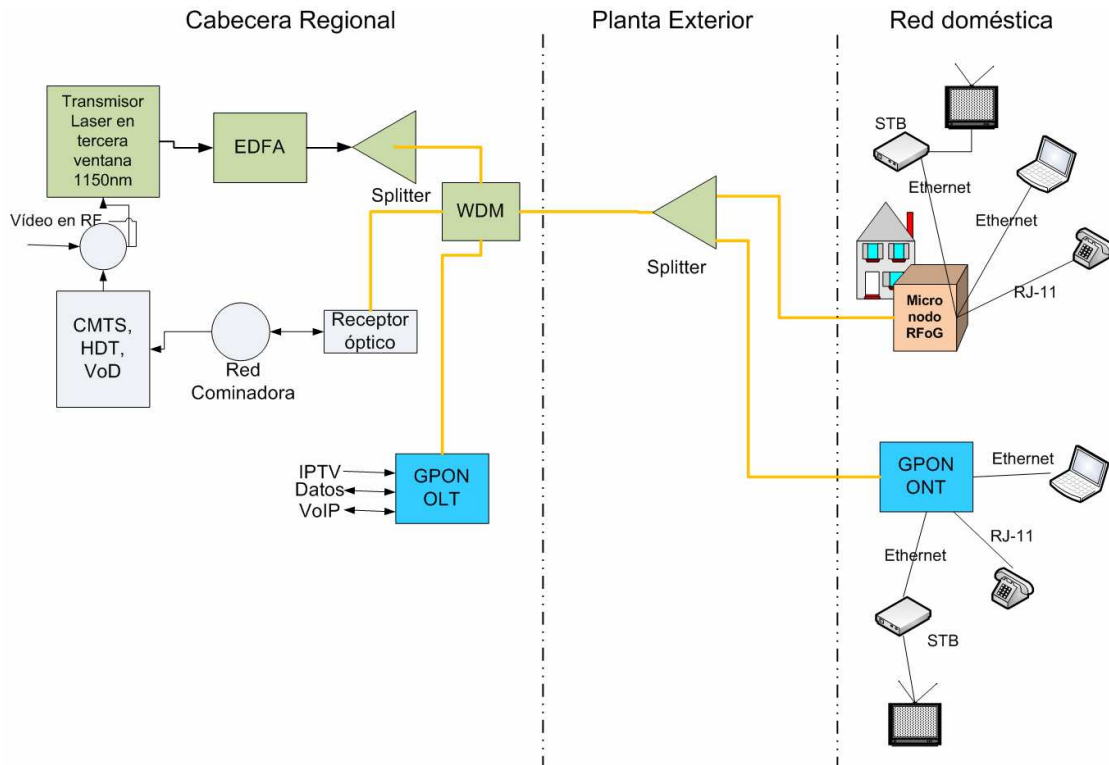 Cabecera Regional
Planta Exterior
Red doméstica
Transmisor
Laser en
tercera
ventana
1150nm
EDFA
Splitter
WDM
Vídeo en RF
CMTS,
HDT,
VoD
Red
Cominadora
Receptor
óptico
IPTV
Datos
VoIP
GPON
OLT
Splitter
STB
Ethernet
Ethernet
RJ-11
Micro
nodo
RFoG
GPON
ONT
Ethernet
RJ-11
Ethernet
STB